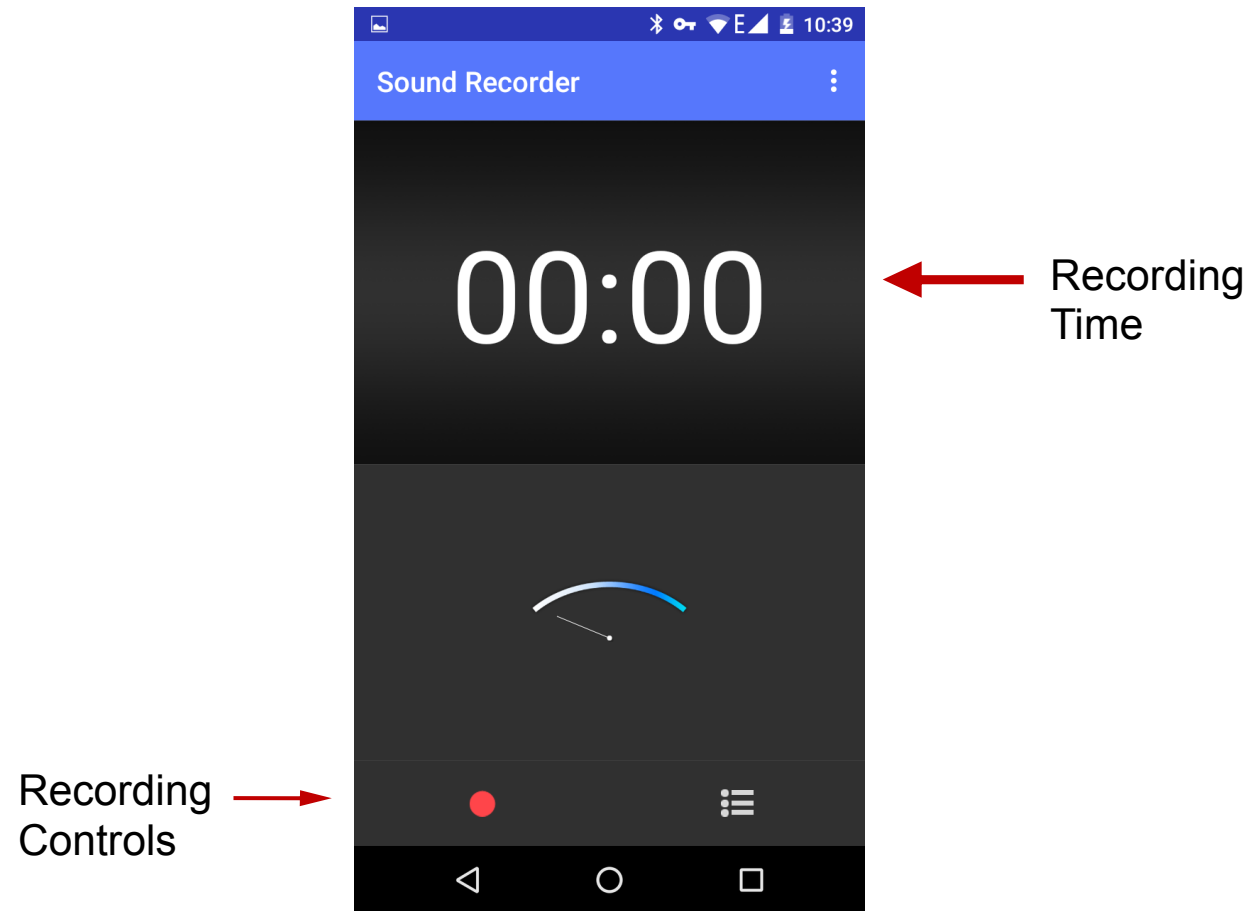 E 10:39
Sound Recorder
00:00
Recording
Time
Recording
Controls